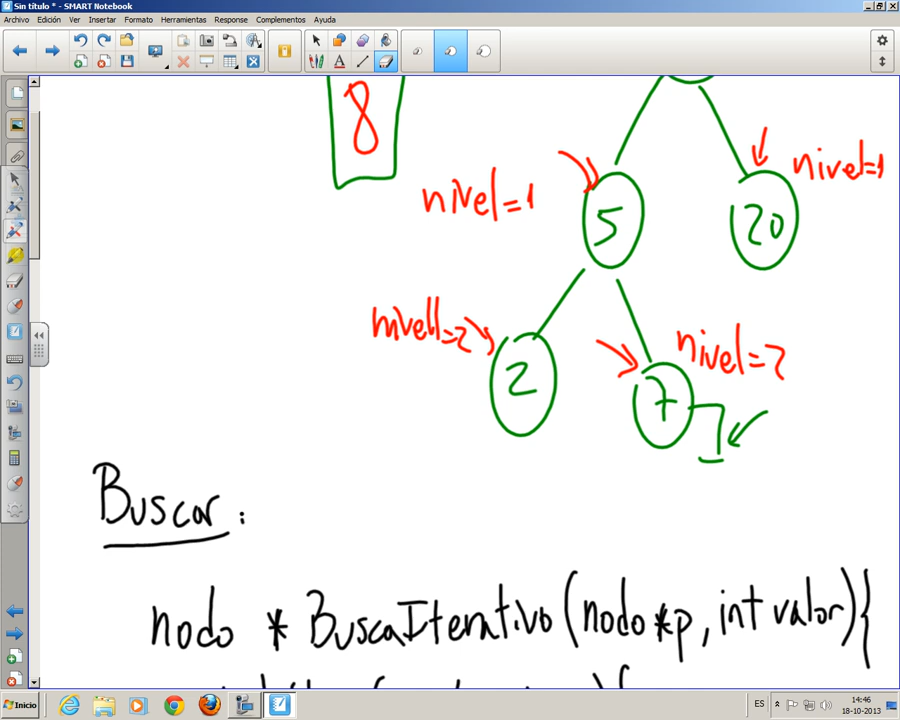 Sin título * - SMART Notebook
Archivo Edición Ver Insertar Formato Herramientas Response Complementos Ayuda
8
nivel=1
nivel=1
5
20
nivel=2
nivel=2
2
7
Buscar :
nodo * BuscaIterativo (nodo *p, int valor){
Inicio
ES
14:46
18-10-2013